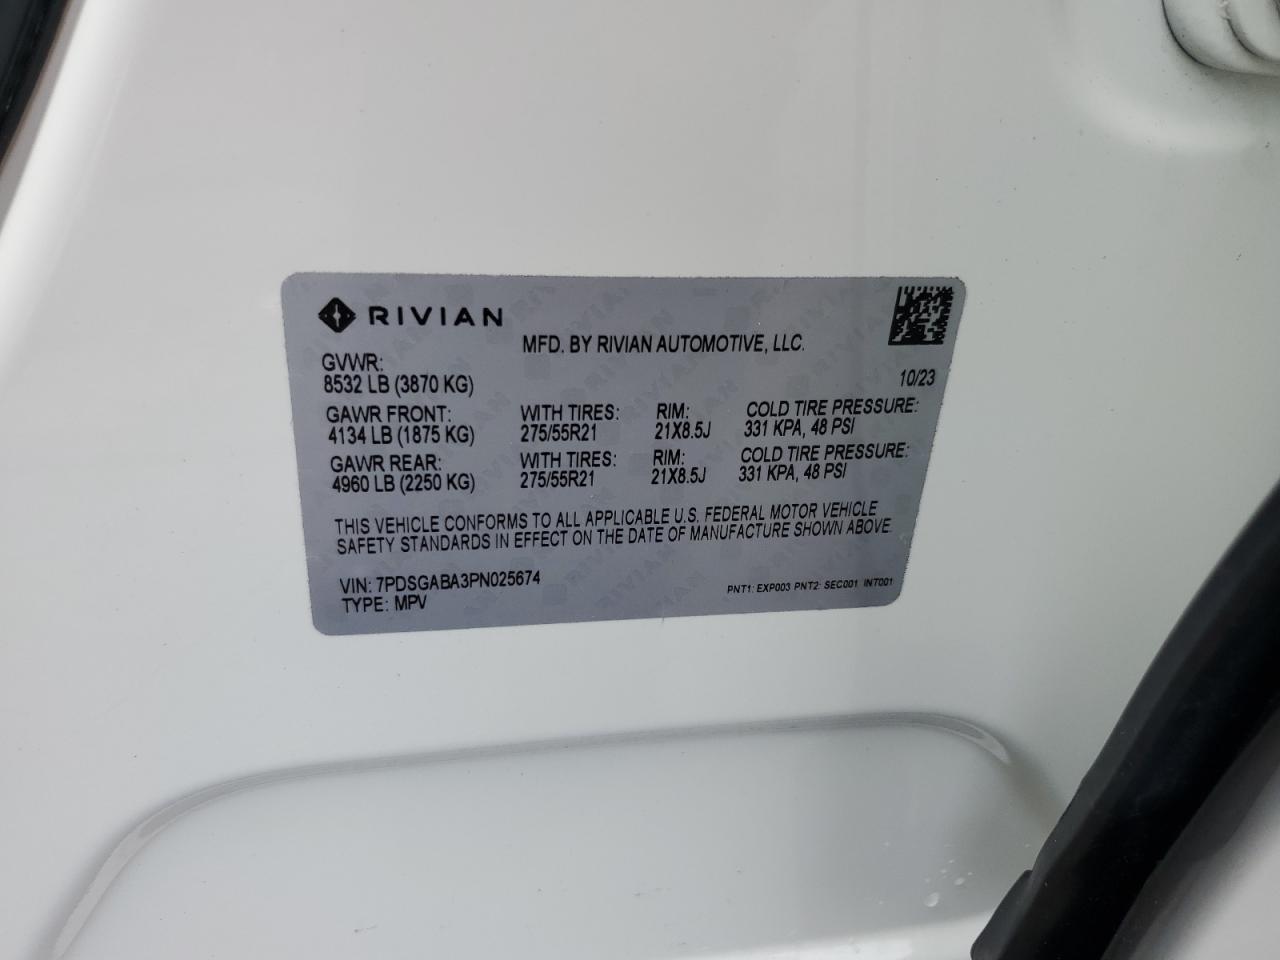 RIVIAN
MFD. BY RIVIAN AUTOMOTIVE, LLC.
GVWR:
8532 LB (3870 KG)
10/23
GAWR FRONT: WITH TIRES: RIM: COLD TIRE PRESSURE:
4134 LB (1875 KG) 275/55R21 21X8.5J 331 KPA, 48 PSI
GAWR REAR: WITH TIRES: RIM: COLD TIRE PRESSURE:
4960 LB (2250 KG) 275/55R21 21X8.5J 331 KPA, 48 PSI
THIS VEHICLE CONFORMS TO ALL APPLICABLE U.S. FEDERAL MOTOR VEHICLE
SAFETY STANDARDS IN EFFECT ON THE DATE OF MANUFACTURE SHOWN ABOVE.
VIN: 7PDSGABA3PN025674
TYPE: MPV
PNT1: EXP003 PNT2: SEC001 INT001